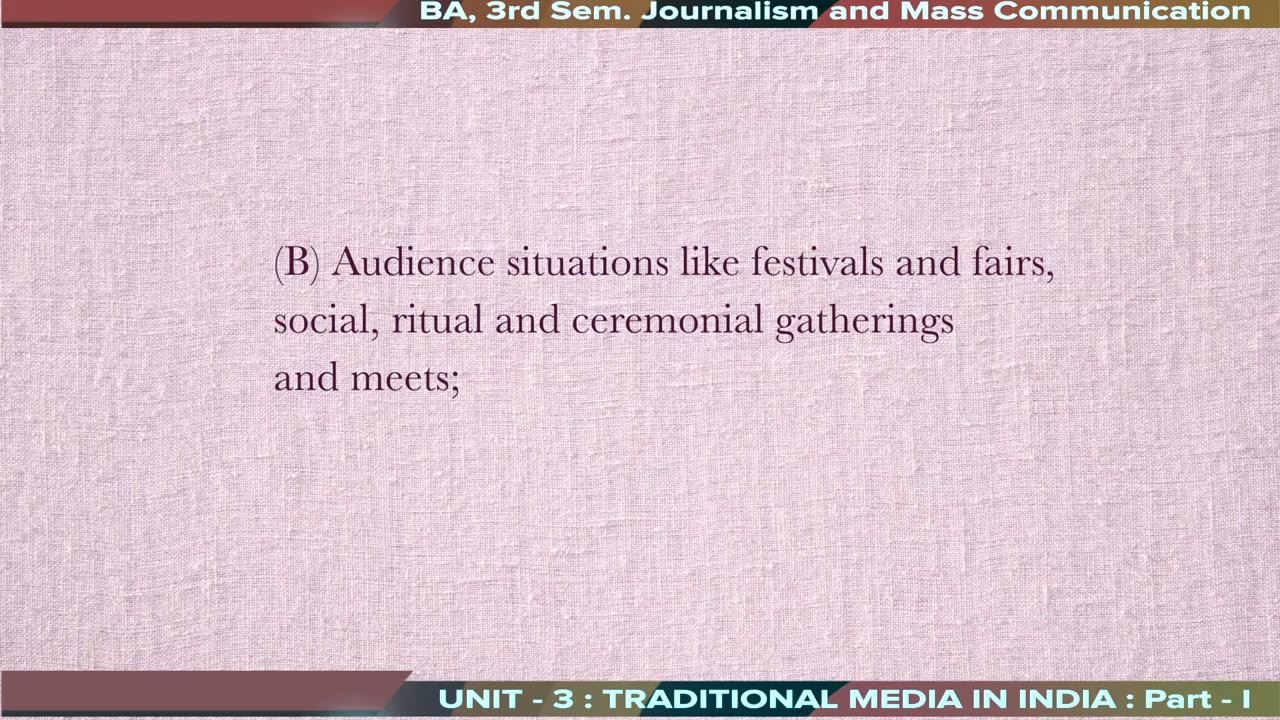 BA, 3rd Sem. Journalism and Mass Communication
(B) Audience situations like festivals and fairs,
social, ritual and ceremonial gatherings
and meets;
UNIT - 3 : TRADITIONAL MEDIA IN INDIA : Part - I